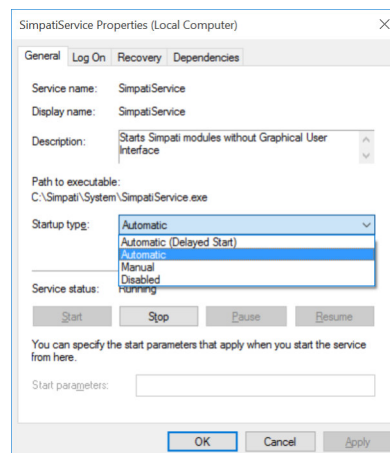 SimpatiService Properties (Local Computer)
General Log On Recovery Dependencies
Service name: SimpatiService
Display name: SimpatiService
Description: Starts Simpati modules without Graphical User
Interface
Path to executable:
C:\Simpati\System\SimpatiService.exe
Startup type: Automatic
Automatic (Delayed Start)
Automatic
Manual
Disabled
Service status: Running
Start Stop Pause Resume
You can specify the start parameters that apply when you start the service
from here.
Start parameters:
OK Cancel Apply